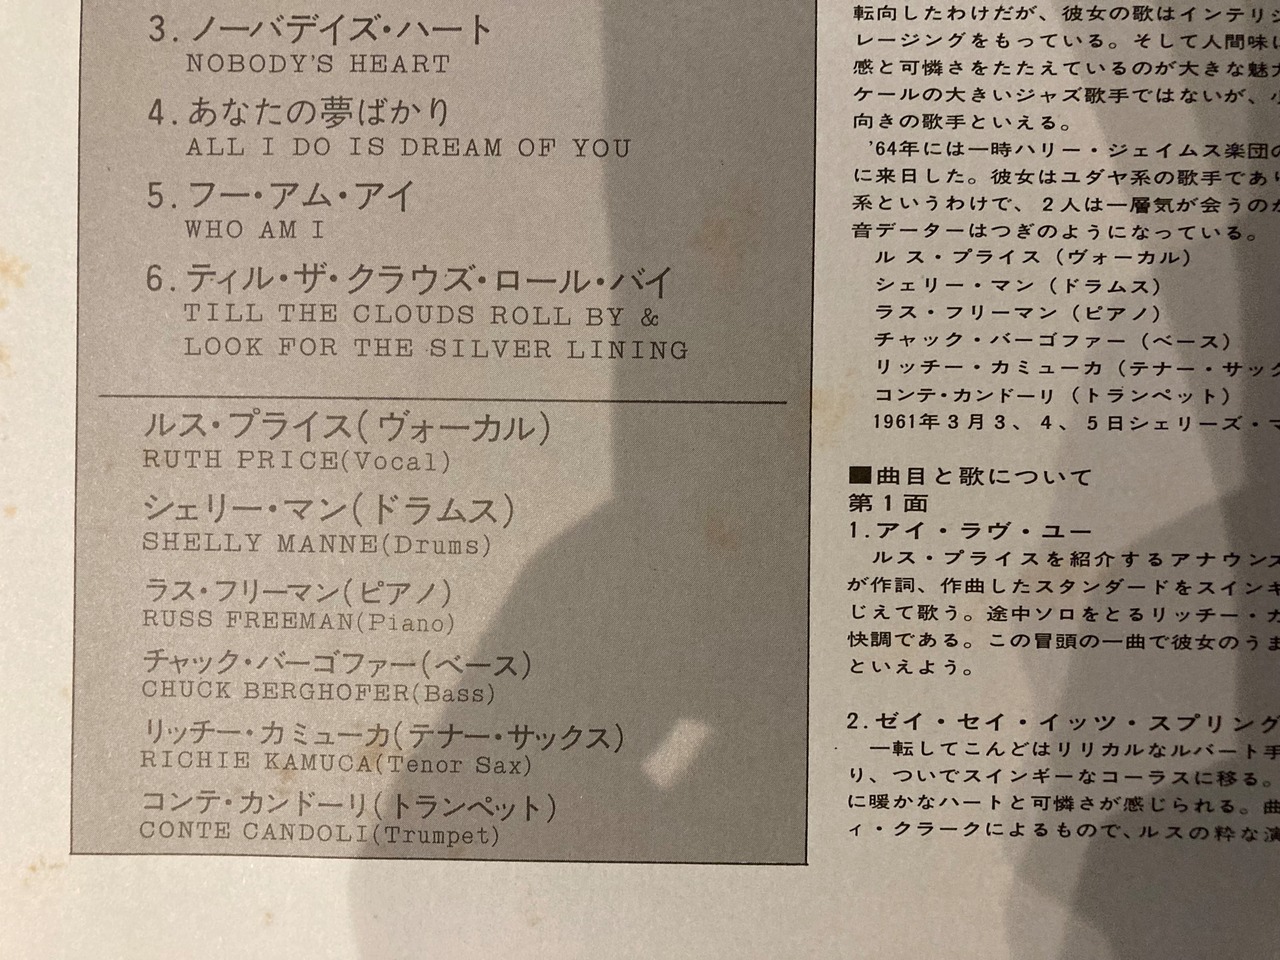 3.ノーバデイズ・ハート
NOBODY'S HEART
4.あなたの夢ばかり
ALL I DO IS DREAM OF YOU
5.フー・アム・アイ
WHO AM I
6.ティル・ザ・クラウズ・ロール・バイ
TILL THE CLOUDS ROLL BY &
LOOK FOR THE SILVER LINING
ルス・プライス(ヴォーカル)
RUTH PRICE(Vocal)
シェリー・マン(ドラムス)
SHELLY MANNE(Drums)
ラス・フリーマン(ピアノ)
RUSS FREEMAN(Piano)
チャック・バーゴファー(ベース)
CHUCK BERGHOFER(Bass)
リッチー・カミューカ(テナー・サックス)
RICHIE KAMUCA(Tenor Sax)
コンテ・カンドーリ(トランペット)
CONTE CANDOLI(Trumpet)
転向したわけだが、彼女の歌はインテリジ
レージングをもっている。そして人間味に
感と可憐さをたたえているのが大きな魅力
ケールの大きいジャズ歌手ではないが、小
向きの歌手といえる。
'64年には一時ハリー・ジェイムス楽団の
に来日した。彼女はユダヤ系の歌手であり
系というわけで、2人は一層気が会うのか
音データーはつぎのようになっている。
ルス・プライス(ヴォーカル)
シェリー・マン(ドラムス)
ラス・フリーマン(ピアノ)
チャック・バーゴファー(ベース)
リッチー・カミューカ(テナー・サック
コンテ・カンドーリ(トランペット)
1961年3月3、4、5日シェリーズ・マ
■曲目と歌について
第1面
1.アイ・ラヴ・ユー
ルス・プライスを紹介するアナウンス
が作詞、作曲したスタンダードをスインギ
じえて歌う。途中ソロをとるリッチー・カ
快調である。この冒頭の一曲で彼女のうま
といえよう。
2.ゼイ・セイ・イッツ・スプリング
一転してこんどはリリカルなルバート手
り、ついでスインギーなコーラスに移る。
に暖かなハートと可憐さが感じられる。曲
ィ・クラークによるもので、ルスの粋な演